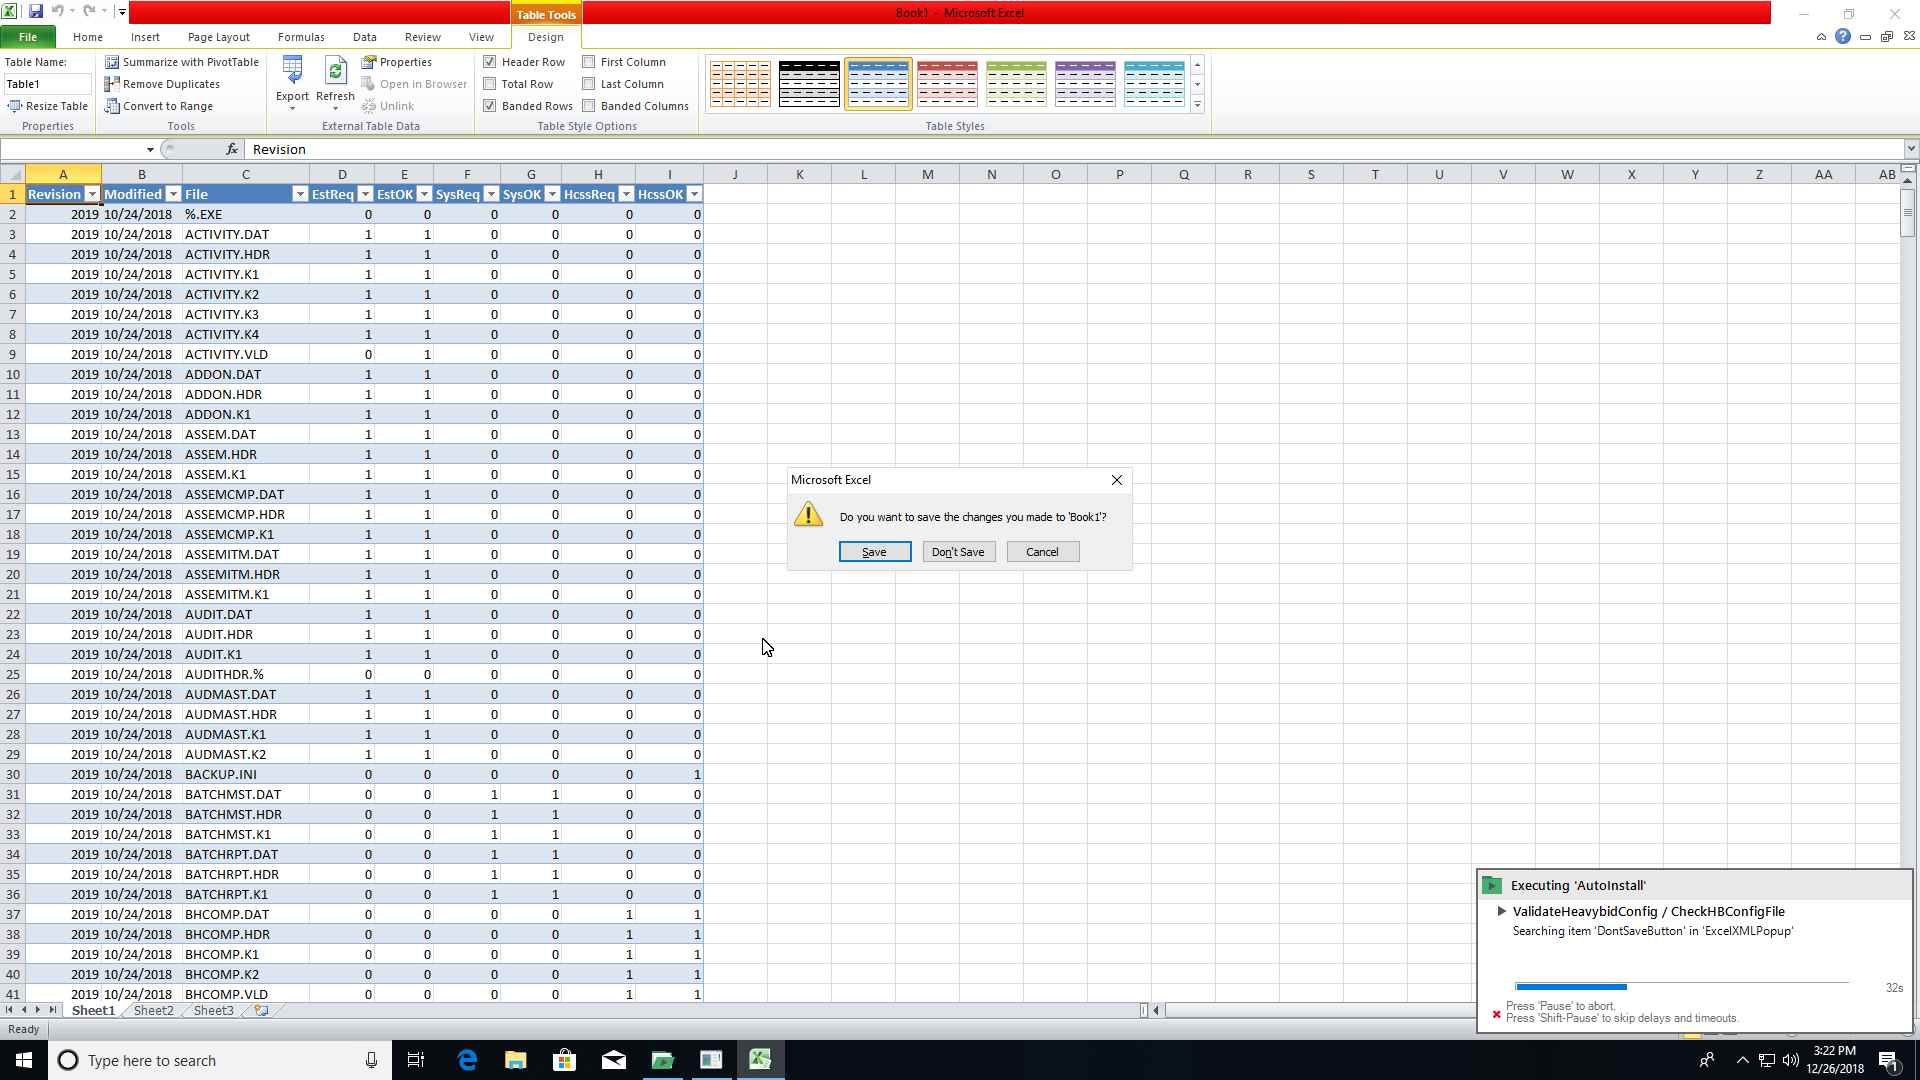 Table Tools
Book1 - Microsoft Excel
File Home Insert Page Layout Formulas Data Review View Design
Table Name:
Table1
Resize Table
Properties
Summarize with PivotTable
Remove Duplicates
Convert to Range
Tools
Export Refresh
Properties
Open in Browser
Unlink
External Table Data
Header Row First Column
Total Row Last Column
Banded Rows Banded Columns
Table Style Options
Table Styles
fx Revision
A B C D E F G H I J K L M N O P Q R S T U V W X Y Z AA AB
1 Revision Modified File EstReq EstOK SysReq SysOK HcssReq HcssOK
2 2019 10/24/2018 %.EXE 0 0 0 0 0 0
3 2019 10/24/2018 ACTIVITY.DAT 1 1 0 0 0 0
4 2019 10/24/2018 ACTIVITY.HDR 1 1 0 0 0 0
5 2019 10/24/2018 ACTIVITY.K1 1 1 0 0 0 0
6 2019 10/24/2018 ACTIVITY.K2 1 1 0 0 0 0
7 2019 10/24/2018 ACTIVITY.K3 1 1 0 0 0 0
8 2019 10/24/2018 ACTIVITY.K4 1 1 0 0 0 0
9 2019 10/24/2018 ACTIVITY.VLD 0 1 0 0 0 0
10 2019 10/24/2018 ADDON.DAT 1 1 0 0 0 0
11 2019 10/24/2018 ADDON.HDR 1 1 0 0 0 0
12 2019 10/24/2018 ADDON.K1 1 1 0 0 0 0
13 2019 10/24/2018 ASSEM.DAT 1 1 0 0 0 0
14 2019 10/24/2018 ASSEM.HDR 1 1 0 0 0 0
15 2019 10/24/2018 ASSEM.K1 1 1 0 0 0 0
16 2019 10/24/2018 ASSEMCMP.DAT 1 1 0 0 0 0
17 2019 10/24/2018 ASSEMCMP.HDR 1 1 0 0 0 0
18 2019 10/24/2018 ASSEMCMP.K1 1 1 0 0 0 0
19 2019 10/24/2018 ASSEMITM.DAT 1 1 0 0 0 0
20 2019 10/24/2018 ASSEMITM.HDR 1 1 0 0 0 0
21 2019 10/24/2018 ASSEMITM.K1 1 1 0 0 0 0
22 2019 10/24/2018 AUDIT.DAT 1 1 0 0 0 0
23 2019 10/24/2018 AUDIT.HDR 1 1 0 0 0 0
24 2019 10/24/2018 AUDIT.K1 1 1 0 0 0 0
25 2019 10/24/2018 AUDITHDR.% 0 0 0 0 0 0
26 2019 10/24/2018 AUDMAST.DAT 1 1 0 0 0 0
27 2019 10/24/2018 AUDMAST.HDR 1 1 0 0 0 0
28 2019 10/24/2018 AUDMAST.K1 1 1 0 0 0 0
29 2019 10/24/2018 AUDMAST.K2 1 1 0 0 0 0
30 2019 10/24/2018 BACKUP.INI 0 0 0 0 0 1
31 2019 10/24/2018 BATCHMST.DAT 0 0 1 1 0 0
32 2019 10/24/2018 BATCHMST.HDR 0 0 1 1 0 0
33 2019 10/24/2018 BATCHMST.K1 0 0 1 1 0 0
34 2019 10/24/2018 BATCHRPT.DAT 0 0 1 1 0 0
35 2019 10/24/2018 BATCHRPT.HDR 0 0 1 1 0 0
36 2019 10/24/2018 BATCHRPT.K1 0 0 1 1 0 0
37 2019 10/24/2018 BHCOMP.DAT 0 0 0 0 1 1
38 2019 10/24/2018 BHCOMP.HDR 0 0 0 0 1 1
39 2019 10/24/2018 BHCOMP.K1 0 0 0 0 1 1
40 2019 10/24/2018 BHCOMP.K2 0 0 0 0 1 1
41 2019 10/24/2018 BHCOMP.VLD 0 0 0 0 1 1
Microsoft Excel
Do you want to save the changes you made to 'Book1'?
Save Don't Save Cancel
Executing 'AutoInstall'
ValidateHeavybidConfig / CheckHBConfigFile
Searching item 'DontSaveButton' in 'ExcelXMLPopup'
32s
Press 'Pause' to abort.
Press 'Shift-Pause' to skip delays and timeouts.
Sheet1 Sheet2 Sheet3
Ready
Type here to search
3:22 PM
12/26/2018
1